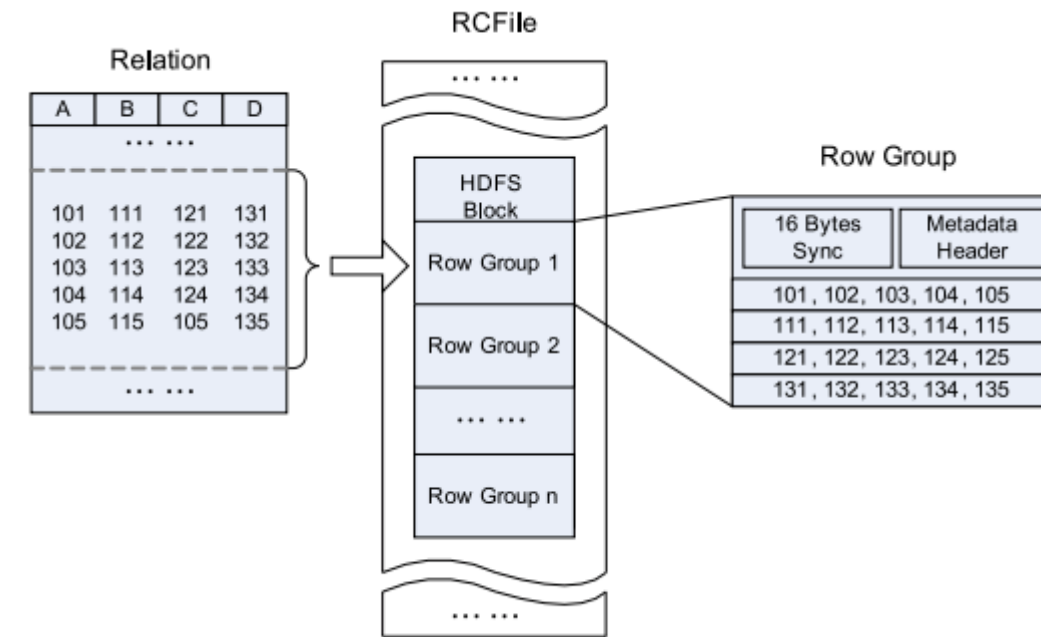 RCFile
Relation
A B C D
... ...
101 111 121 131
102 112 122 132
103 113 123 133
104 114 124 134
105 115 105 135
... ...
... ...
HDFS
Block
Row Group 1
Row Group 2
... ...
Row Group n
... ...
Row Group
16 Bytes
Sync
Metadata
Header
101, 102, 103, 104, 105
111, 112, 113, 114, 115
121, 122, 123, 124, 125
131, 132, 133, 134, 135